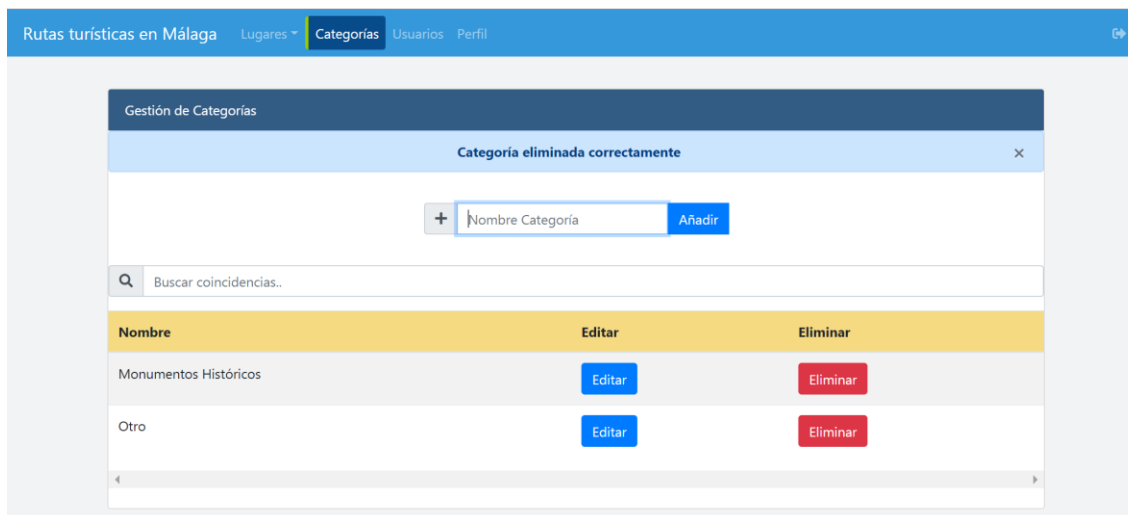 Rutas turísticas en Málaga Lugares Categorías Usuarios Perfil
Gestión de Categorías
Categoría eliminada correctamente ×
+ Nombre Categoría Añadir
Buscar coincidencias..
Nombre Editar Eliminar
Monumentos Históricos Editar Eliminar
Otro Editar Eliminar